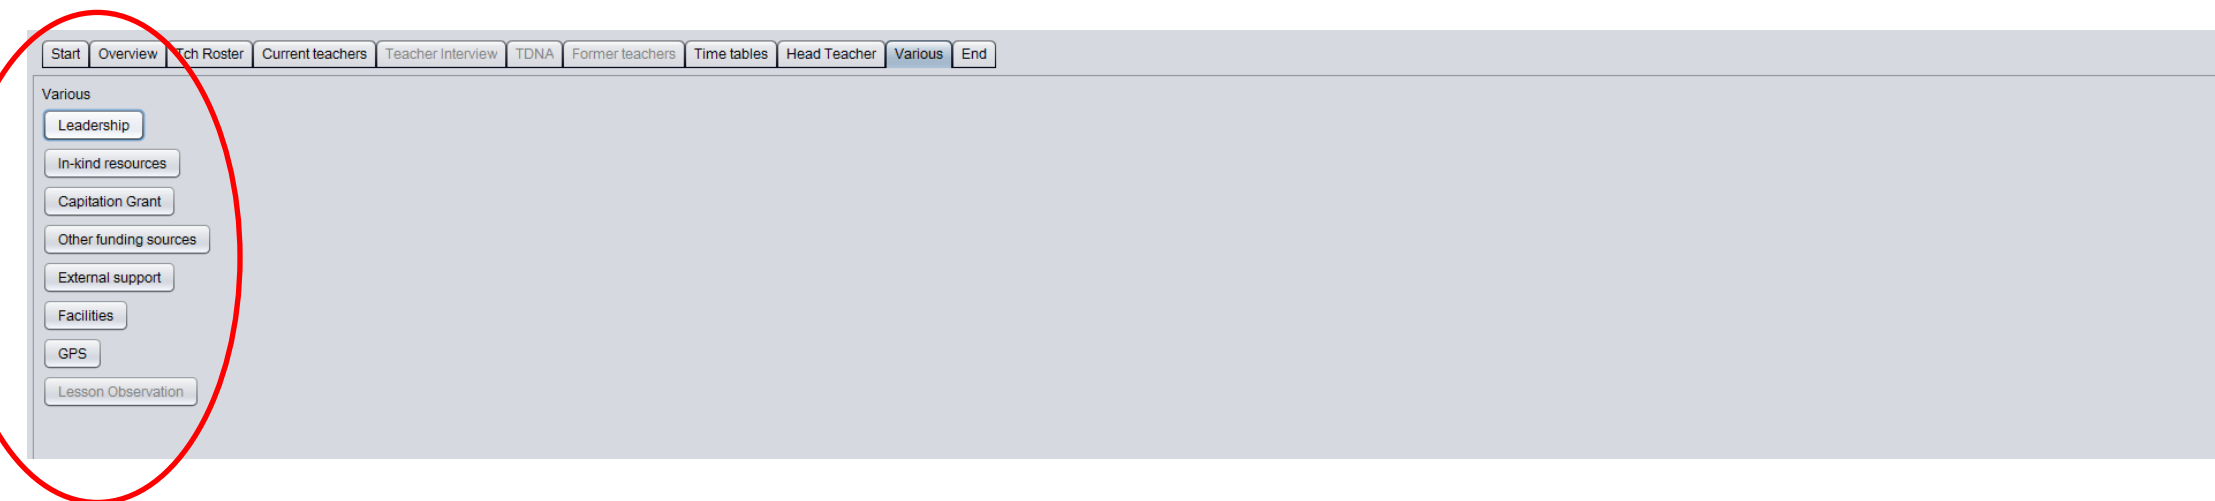 Start Overview Tch Roster Current teachers Teacher Interview TDNA Former teachers Time tables Head Teacher Various End
Various
Leadership
In-kind resources
Capitation Grant
Other funding sources
External support
Facilities
GPS
Lesson Observation